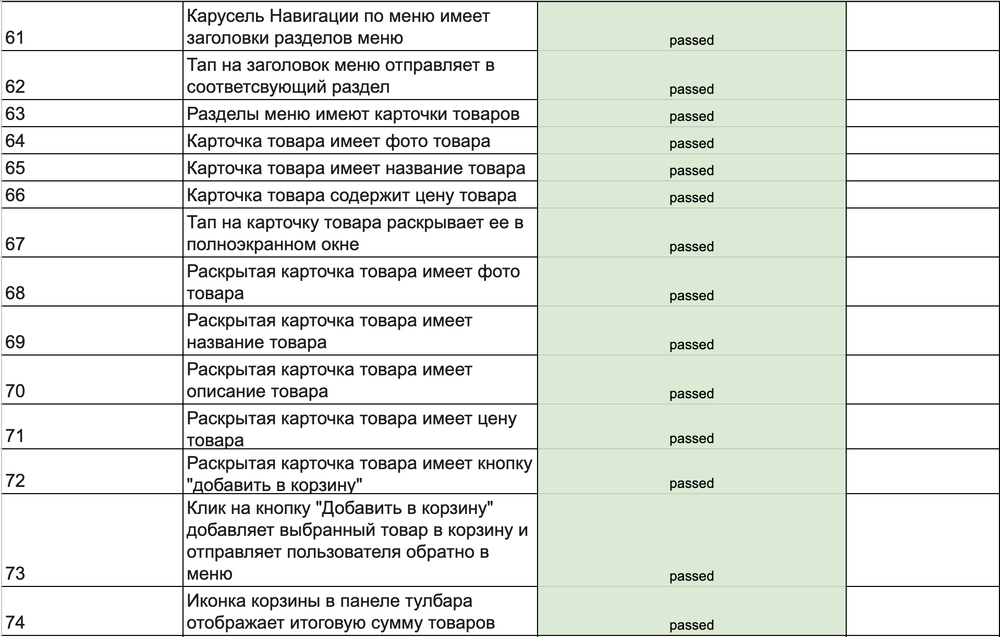 Карусель Навигации по меню имеет
61 заголовки разделов меню passed
Тап на заголовок меню отправляет в
62 соответсвующий раздел passed
63 Разделы меню имеют карточки товаров passed
64 Карточка товара имеет фото товара passed
65 Карточка товара имеет название товара passed
66 Карточка товара содержит цену товара passed
Тап на карточку товара раскрывает ее в
67 полноэкранном окне passed
Раскрытая карточка товара имеет фото
68 товара passed
Раскрытая карточка товара имеет
69 название товара passed
Раскрытая карточка товара имеет
70 описание товара passed
Раскрытая карточка товара имеет цену
71 товара passed
Раскрытая карточка товара имеет кнопку
72 "добавить в корзину" passed
Клик на кнопку "Добавить в корзину"
добавляет выбранный товар в корзину и
отправляет пользователя обратно в
73 меню passed
Иконка корзины в панеле тулбара
74 отображает итоговую сумму товаров passed